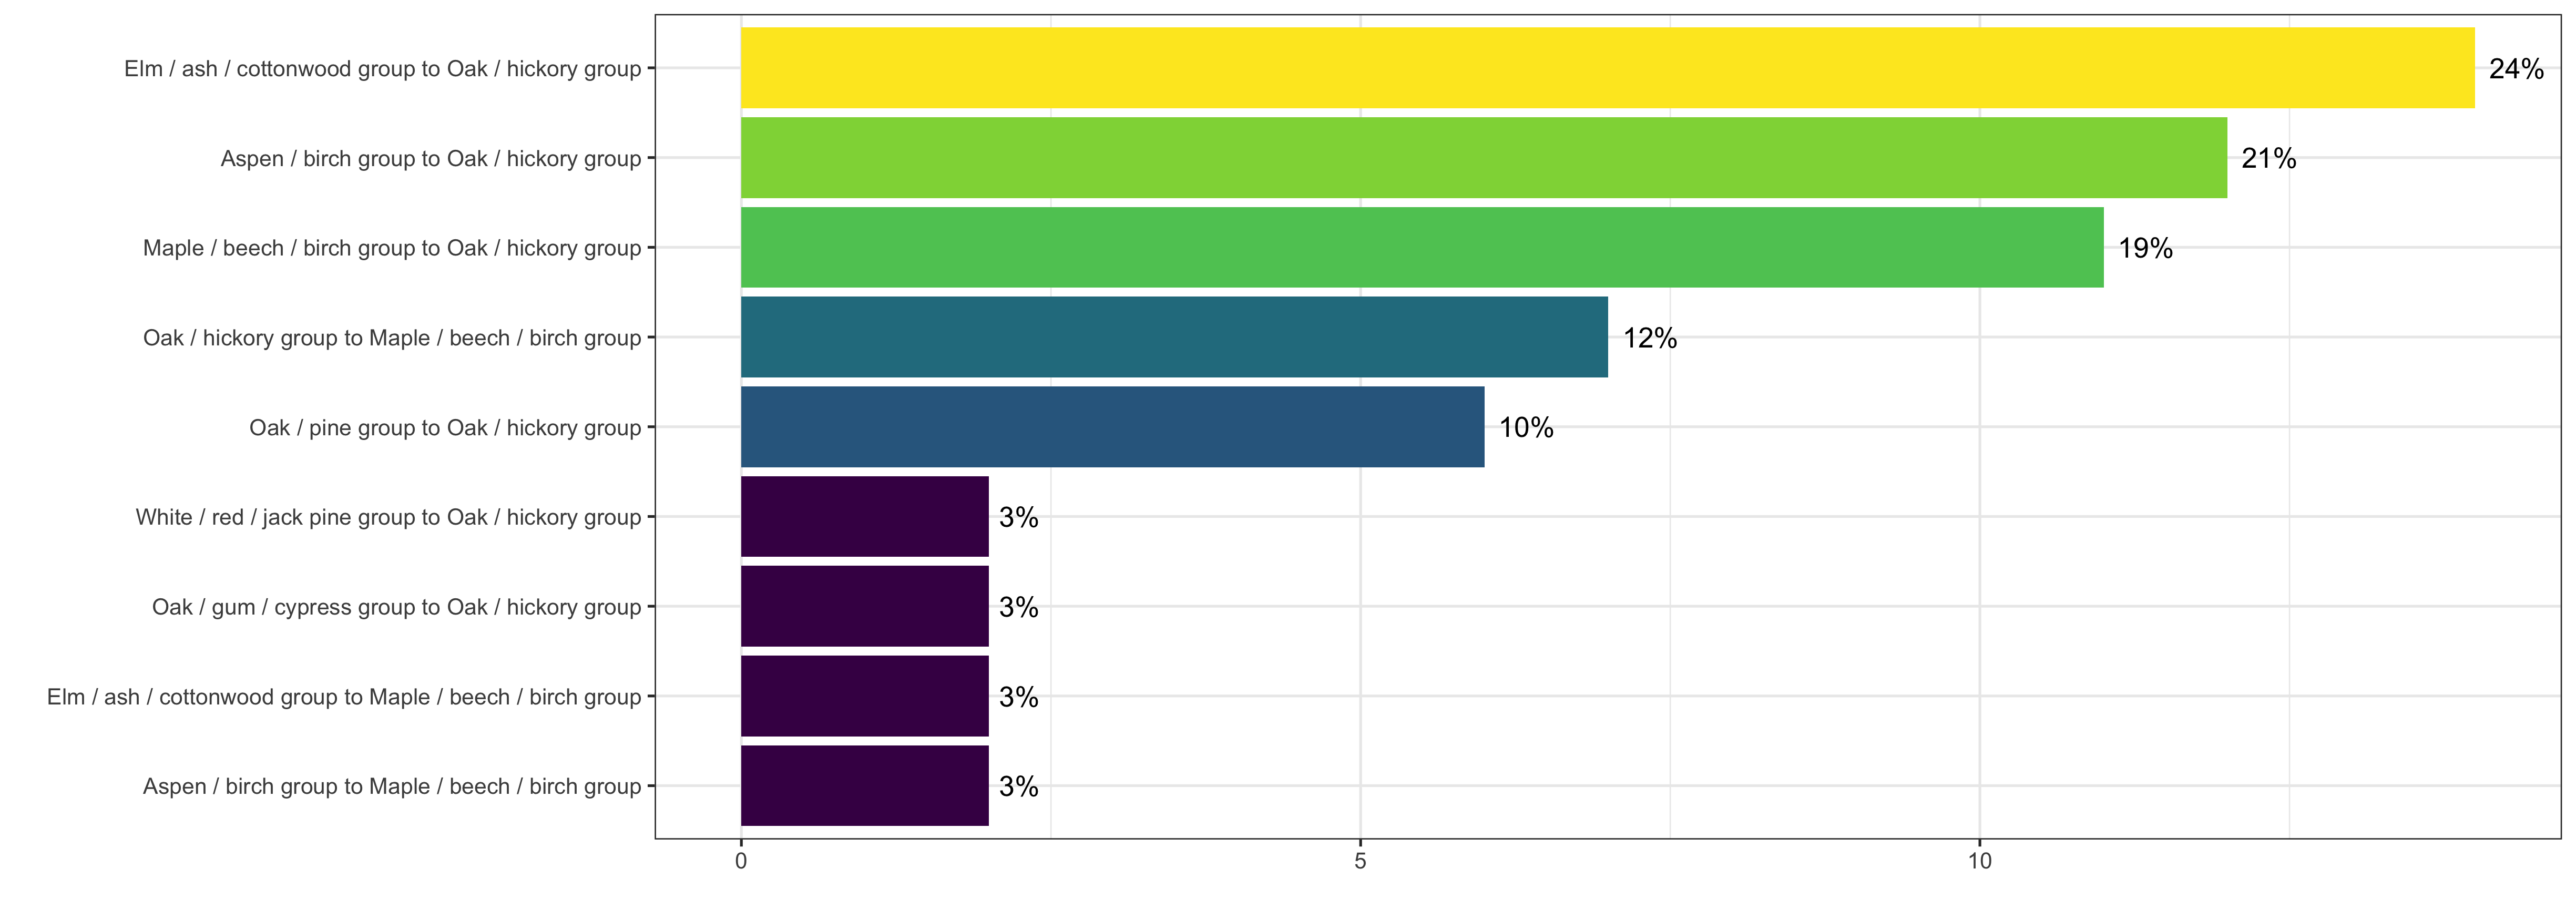 Elm / ash / cottonwood group to Oak / hickory group 24%
Aspen / birch group to Oak / hickory group 21%
Maple / beech / birch group to Oak / hickory group 19%
Oak / hickory group to Maple / beech / birch group 12%
Oak / pine group to Oak / hickory group 10%
White / red / jack pine group to Oak / hickory group 3%
Oak / gum / cypress group to Oak / hickory group 3%
Elm / ash / cottonwood group to Maple / beech / birch group 3%
Aspen / birch group to Maple / beech / birch group 3%
0 5 10